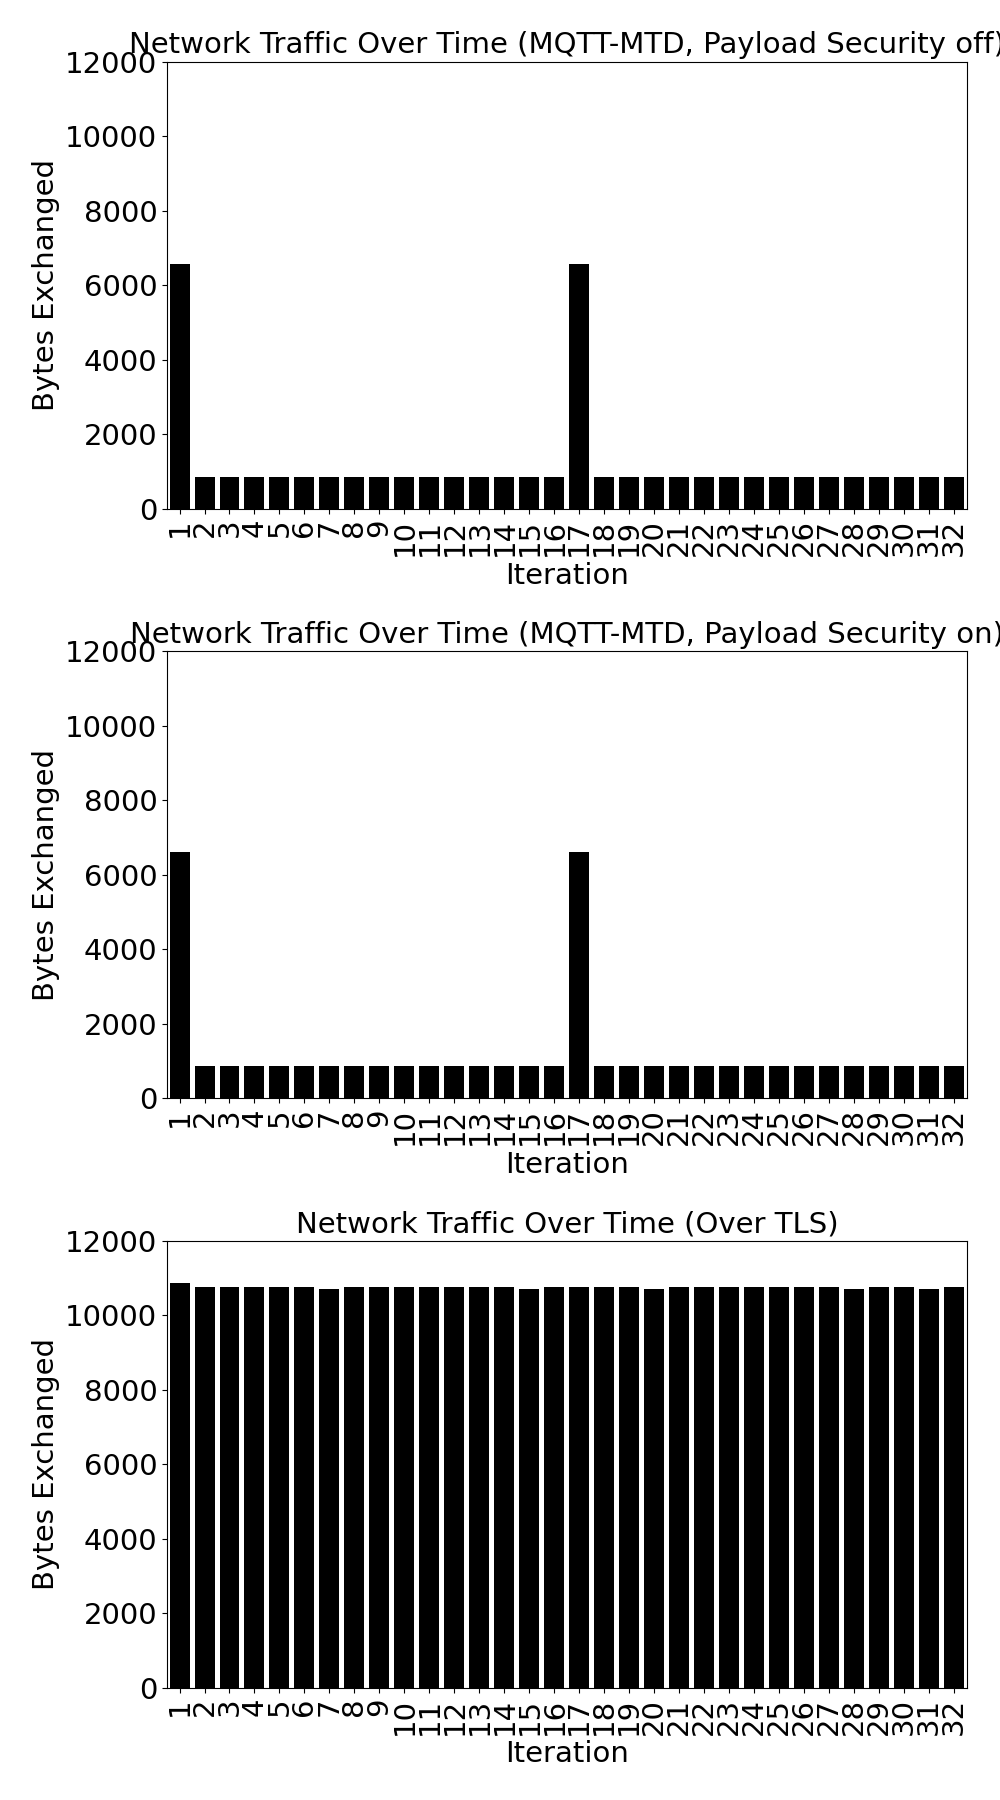 Network Traffic Over Time (MQTT-MTD, Payload Security off)
12000
10000
8000
6000
4000
2000
0
Bytes Exchanged
1 2 3 4 5 6 7 8 9 10 11 12 13 14 15 16 17 18 19 20 21 22 23 24 25 26 27 28 29 30 31 32
Iteration
Network Traffic Over Time (MQTT-MTD, Payload Security on)
12000
10000
8000
6000
4000
2000
0
Bytes Exchanged
1 2 3 4 5 6 7 8 9 10 11 12 13 14 15 16 17 18 19 20 21 22 23 24 25 26 27 28 29 30 31 32
Iteration
Network Traffic Over Time (Over TLS)
12000
10000
8000
6000
4000
2000
0
Bytes Exchanged
1 2 3 4 5 6 7 8 9 10 11 12 13 14 15 16 17 18 19 20 21 22 23 24 25 26 27 28 29 30 31 32
Iteration